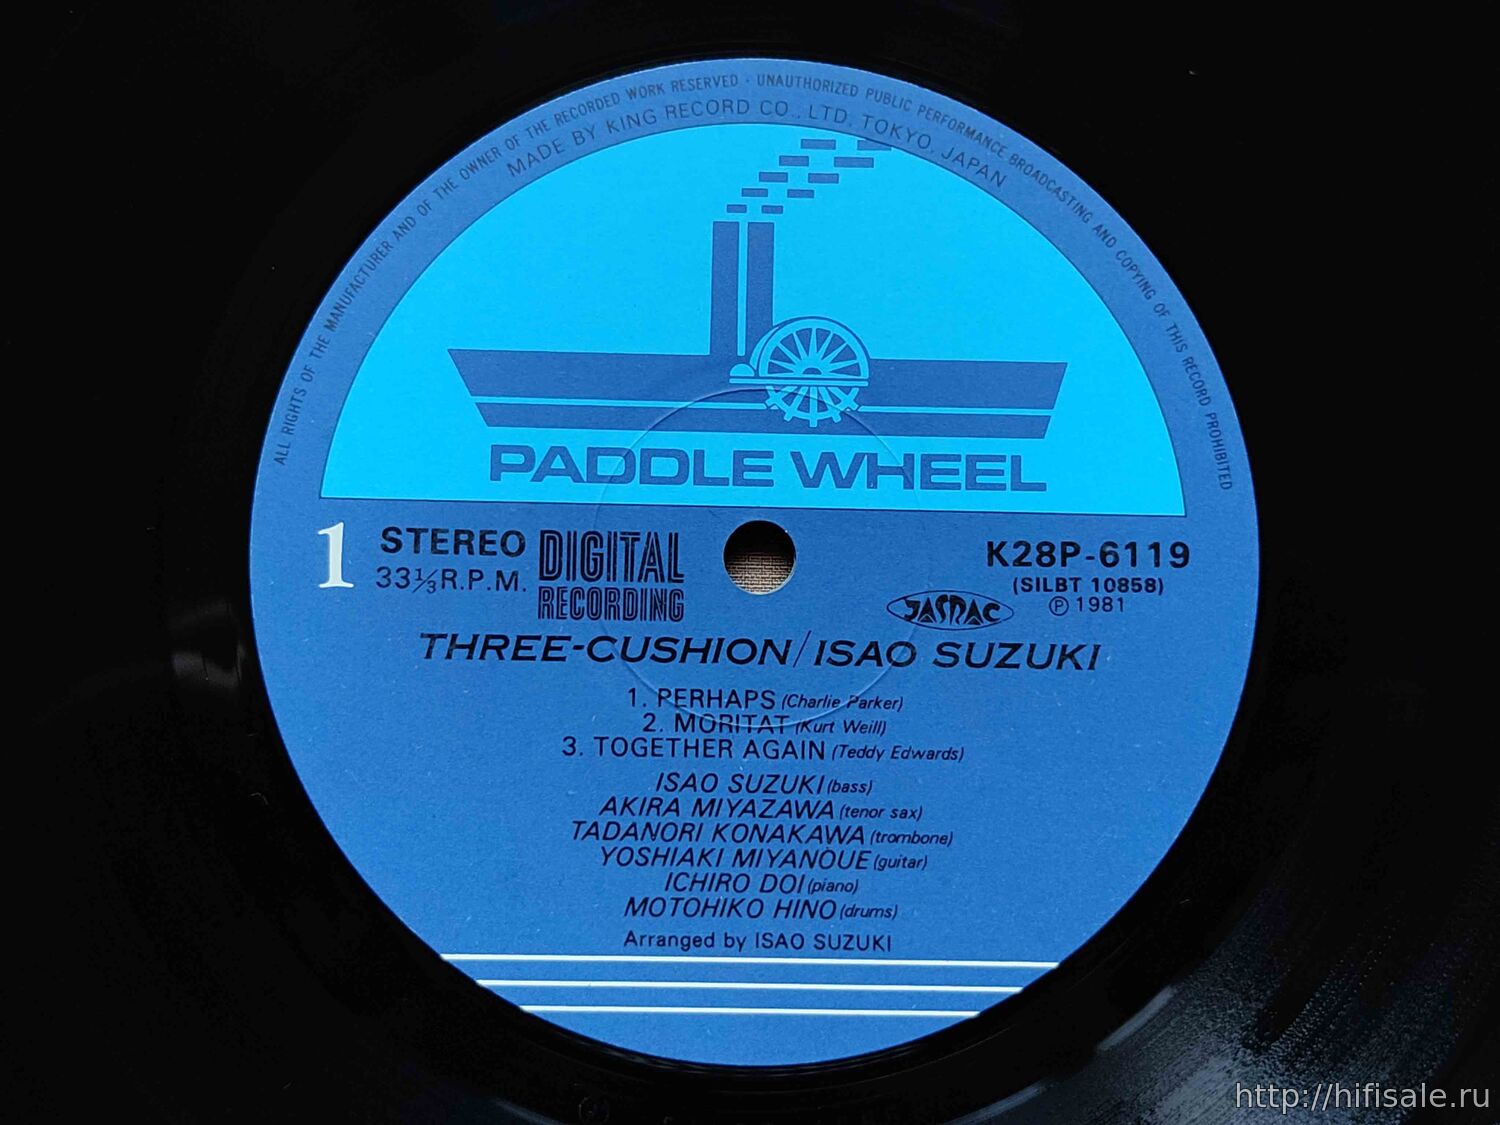 ALL RIGHTS OF THE MANUFACTURER AND OF THE OWNER OF THE RECORDED WORK RESERVED · UNAUTHORIZED PUBLIC PERFORMANCE BROADCASTING AND COPYING OF THIS RECORD PROHIBITED
MADE BY KING RECORD CO., LTD. TOKYO, JAPAN
PADDLE WHEEL
1 STEREO
33⅓ R.P.M.
DIGITAL
RECORDING
K28P-6119
(SILBT 10858)
℗ 1981
JASRAC
THREE-CUSHION/ISAO SUZUKI
1. PERHAPS (Charlie Parker)
2. MORITAT (Kurt Weill)
3. TOGETHER AGAIN (Teddy Edwards)
ISAO SUZUKI (bass)
AKIRA MIYAZAWA (tenor sax)
TADANORI KONAKAWA (trombone)
YOSHIAKI MIYANOUE (guitar)
ICHIRO DOI (piano)
MOTOHIKO HINO (drums)
Arranged by ISAO SUZUKI
http://hifisale.ru